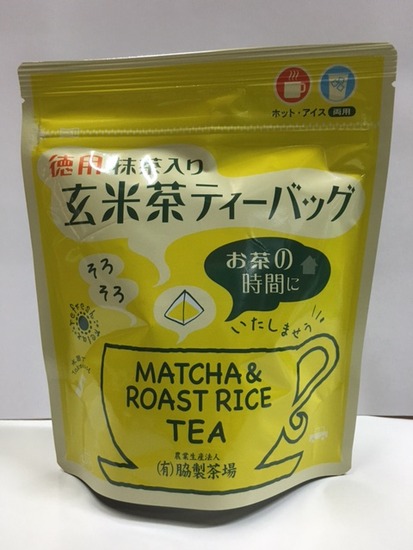 ホット・アイス 両用
徳用 抹茶入り
玄米茶ティーバッグ
そろ
そろ
お茶の
時間に
いたしませう
MATCHA &
ROAST RICE
TEA
農業生産法人
(有)脇製茶場